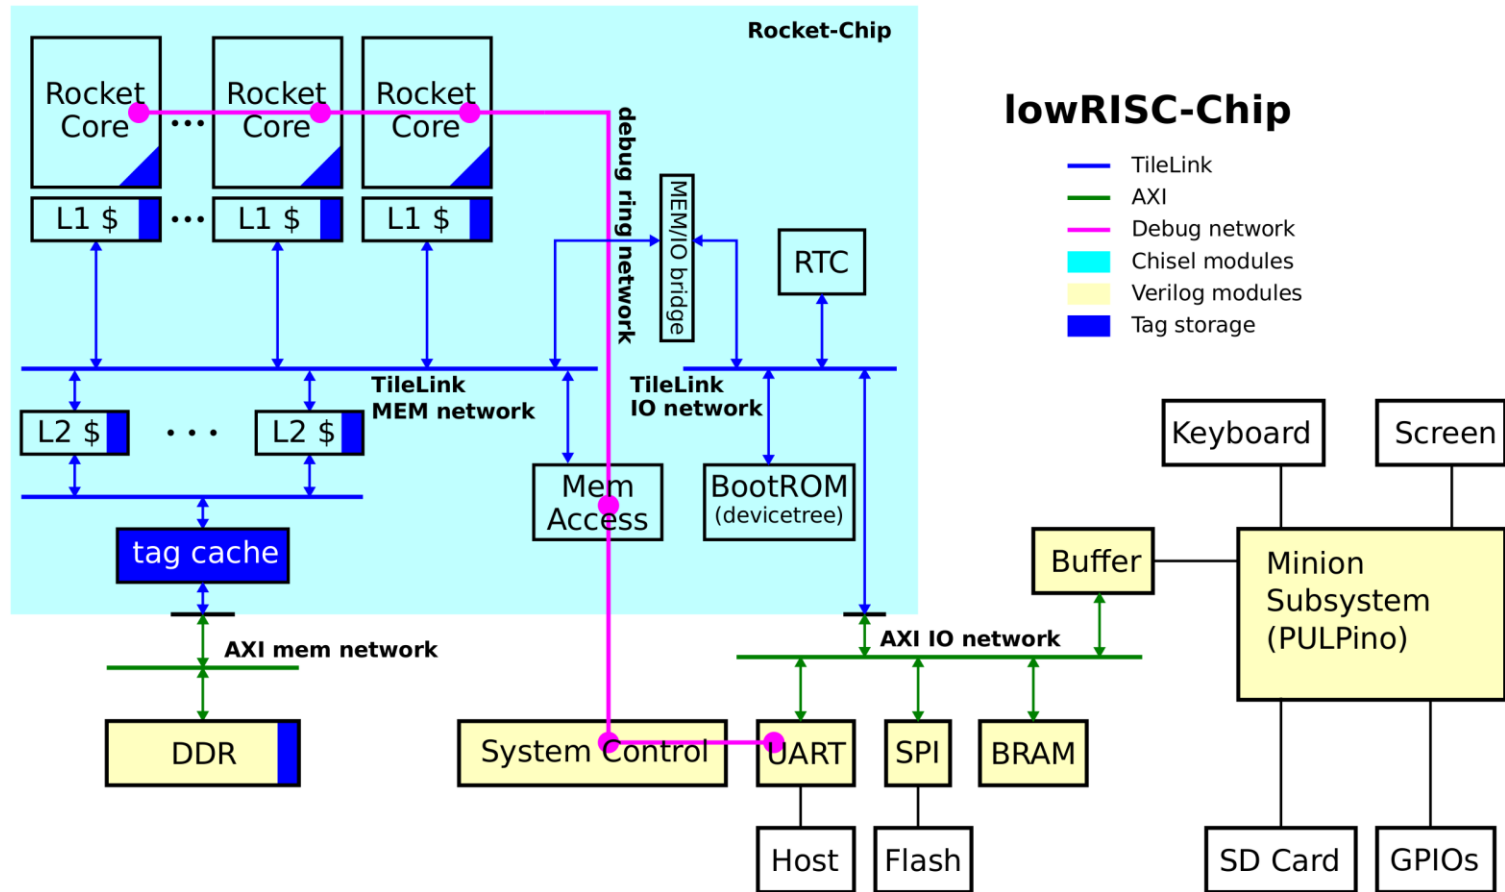 Rocket-Chip
Rocket
Core
...
Rocket
Core
Rocket
Core
L1 $
...
L1 $
L1 $
debug ring network
MEM/IO bridge
RTC
TileLink
MEM network
TileLink
IO network
L2 $
...
L2 $
Mem
Access
BootROM
(devicetree)
tag cache
AXI mem network
AXI IO network
DDR
System Control
UART
SPI
BRAM
Host
Flash
lowRISC-Chip
TileLink
AXI
Debug network
Chisel modules
Verilog modules
Tag storage
Keyboard
Screen
Buffer
Minion
Subsystem
(PULPino)
SD Card
GPIOs